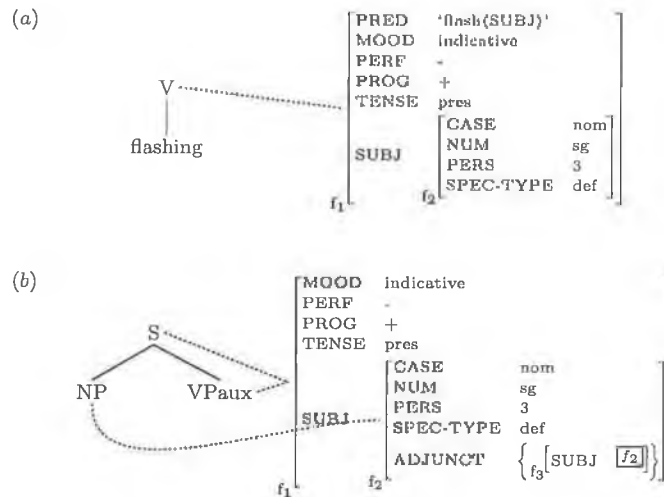 (a)
PRED 'flash⟨SUBJ⟩'
MOOD indicative
PERF -
V PROG +
TENSE pres
flashing
CASE nom
NUM sg
SUBJ PERS 3
SPEC-TYPE def
f1 f2
(b)
MOOD indicative
PERF -
PROG +
S TENSE pres
CASE nom
NP VPaux NUM sg
PERS 3
SUBJ SPEC-TYPE def
ADJUNCT { f3 [ SUBJ f2 ] }
f1 f2